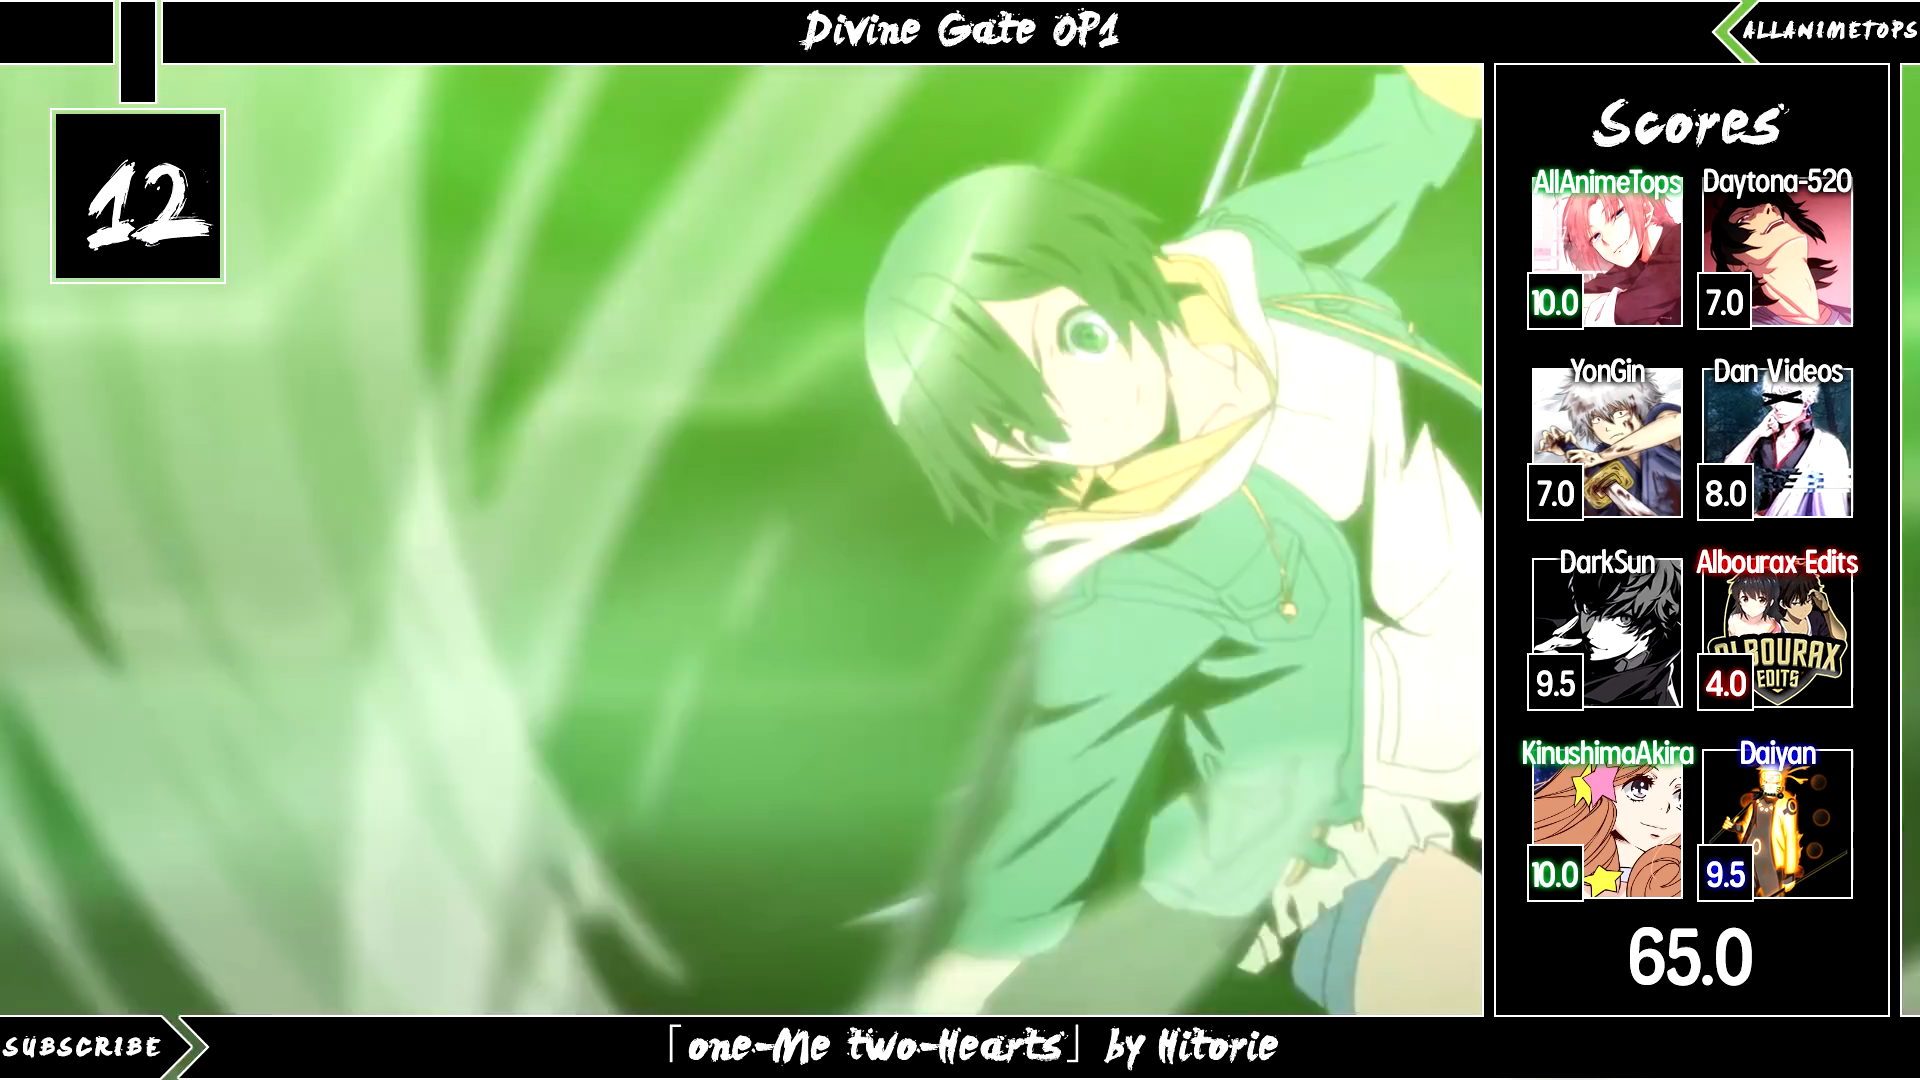 Divine Gate OP1
ALLANIMETOPS
12
Scores
AllAnimeTops
Daytona-520
10.0
7.0
YonGin
Dan Videos
7.0
8.0
DarkSun
Albourax Edits
ALBOURAX
EDITS
9.5
4.0
KinushimaAkira
Daiyan
10.0
9.5
65.0
SUBSCRIBE
「one-Me two-Hearts」 by Hitorie